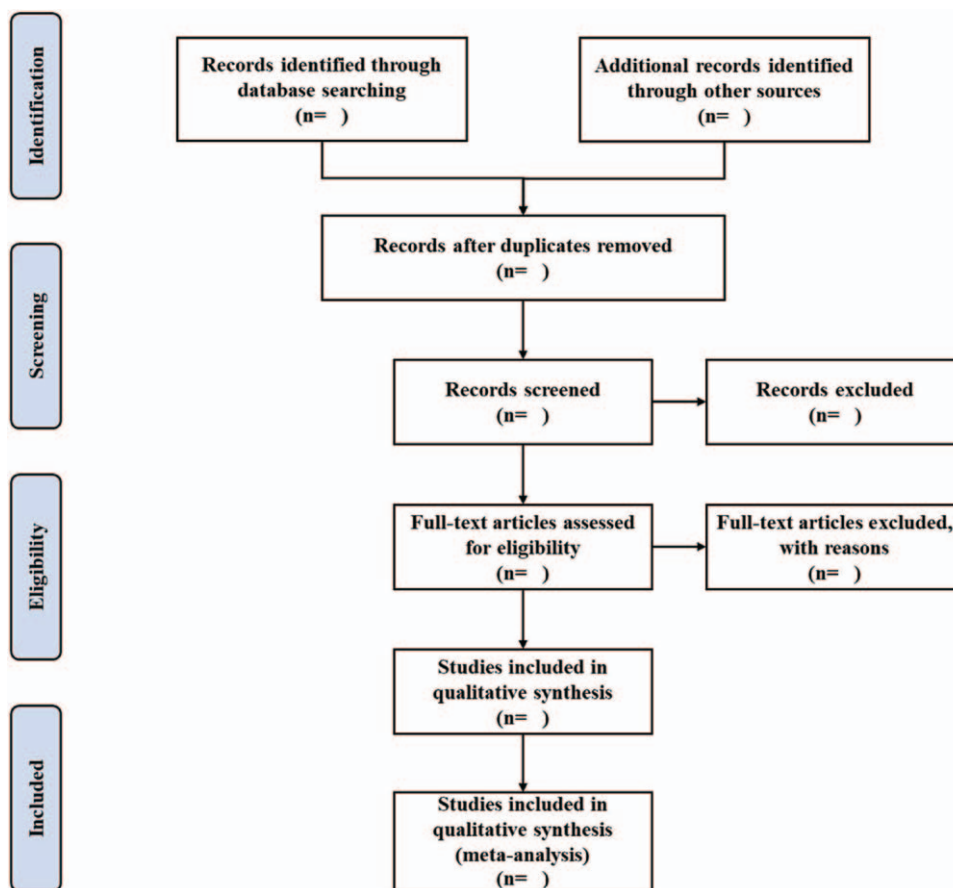 Identification
Records identified through
database searching
(n=  )
Additional records identified
through other sources
(n=  )
Records after duplicates removed
(n=  )
Screening
Records screened
(n=  )
Records excluded
(n=  )
Eligibility
Full-text articles assessed
for eligibility
(n=  )
Full-text articles excluded,
with reasons
(n=  )
Studies included in
qualitative synthesis
(n=  )
Included
Studies included in
qualitative synthesis
(meta-analysis)
(n=  )